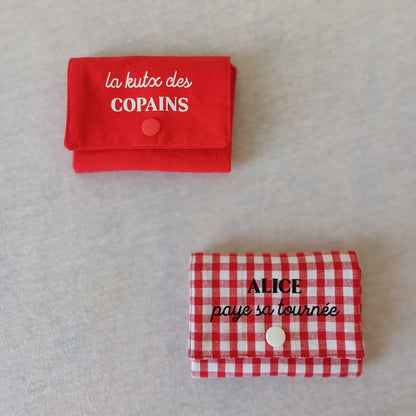 la kutx des
COPAINS
ALICE
paye sa tournée